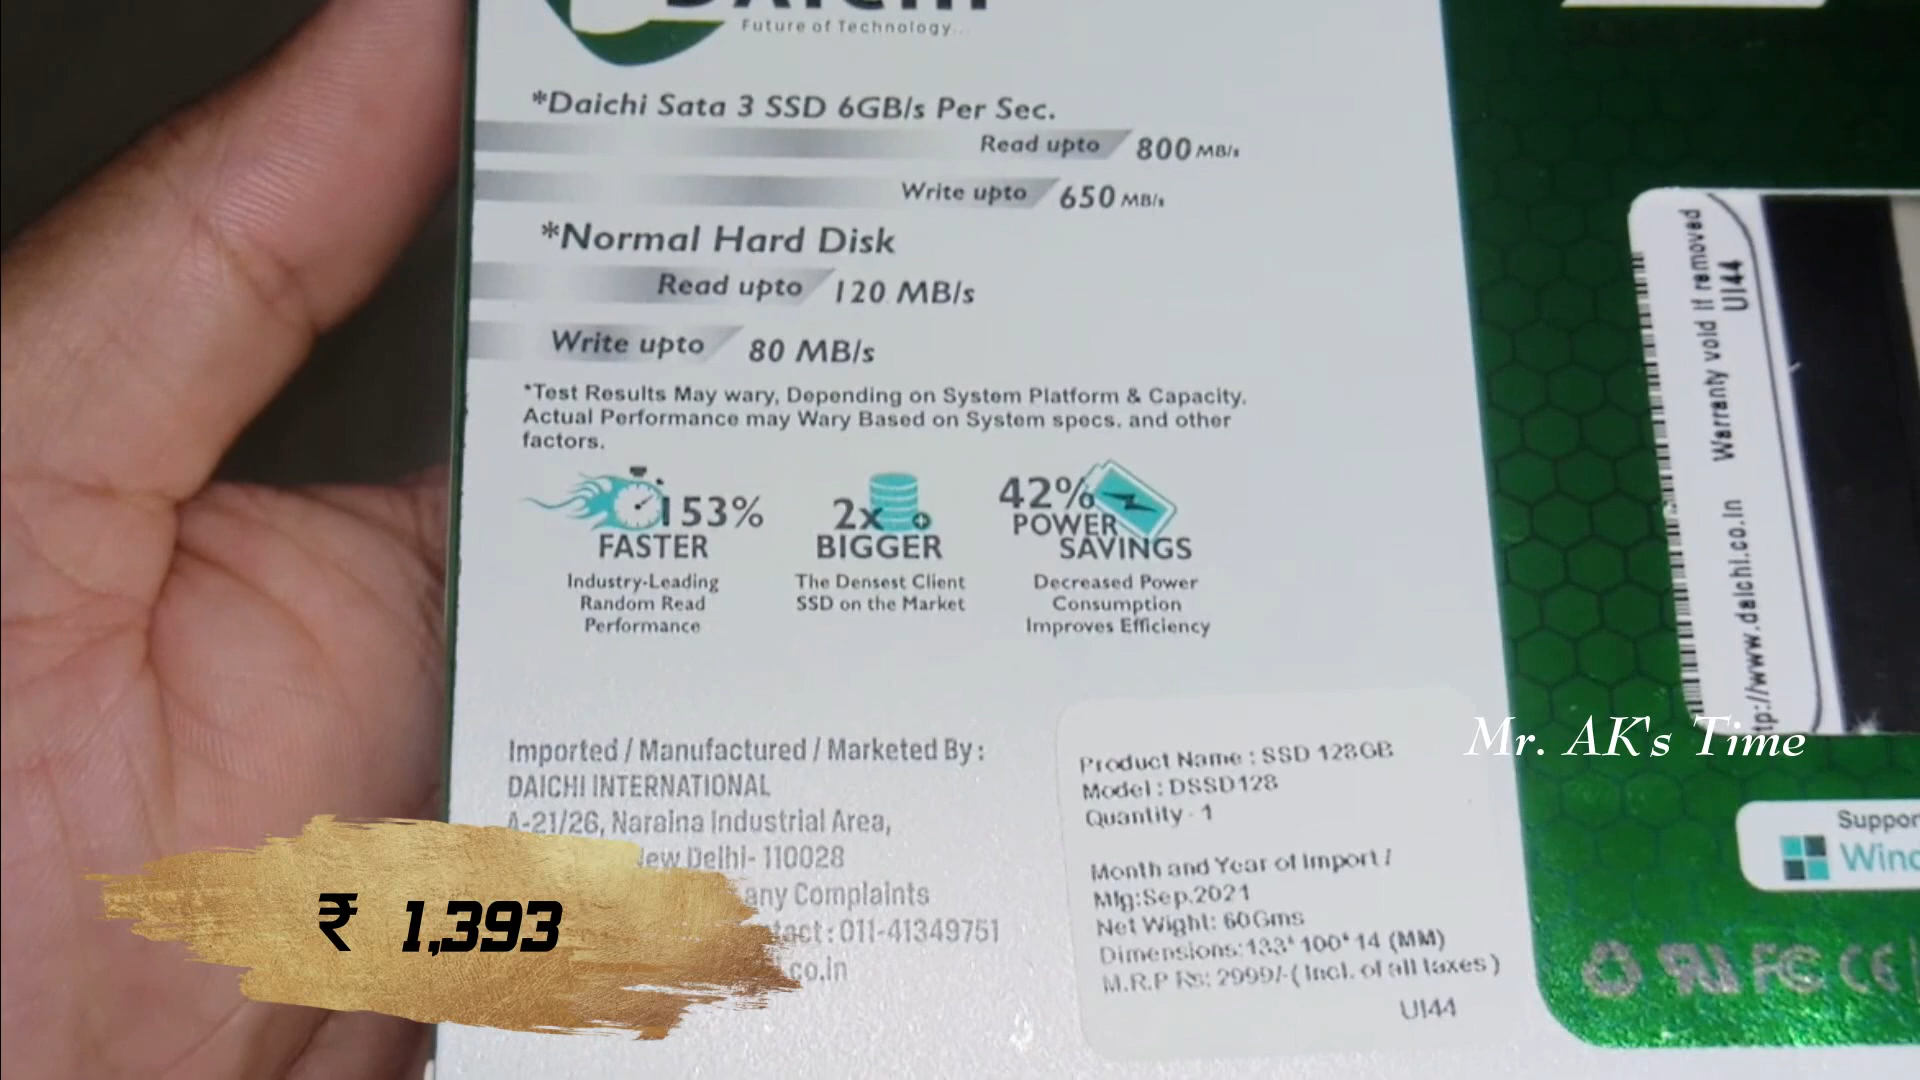 Future of Technology...
*Daichi Sata 3 SSD 6GB/s Per Sec.
Read upto 800 MB/s
Write upto 650 MB/s
*Normal Hard Disk
Read upto 120 MB/s
Write upto 80 MB/s
*Test Results May wary, Depending on System Platform & Capacity.
Actual Performance may Wary Based on System specs. and other
factors.
153%
FASTER
Industry-Leading
Random Read
Performance
2x
BIGGER
The Densest Client
SSD on the Market
42%
POWER
SAVINGS
Decreased Power
Consumption
Improves Efficiency
Imported / Manufactured / Marketed By :
DAICHI INTERNATIONAL
A-21/26, Naraina Industrial Area,
New Delhi- 110028
any Complaints
: 011-41349751
.co.in
₹ 1,393
Product Name : SSD 128GB
Model : DSSD128
Quantity - 1
Month and Year of Import /
Mfg:Sep.2021
Net Wight: 60Gms
Dimensions: 133* 100* 14 (MM)
M.R.P Rs: 2999/- ( Incl. of all taxes )
UI44
Warranty void if removed
UI44
tp://www.daichi.co.in
Mr. AK's Time
Suppor
Winc
FC CE